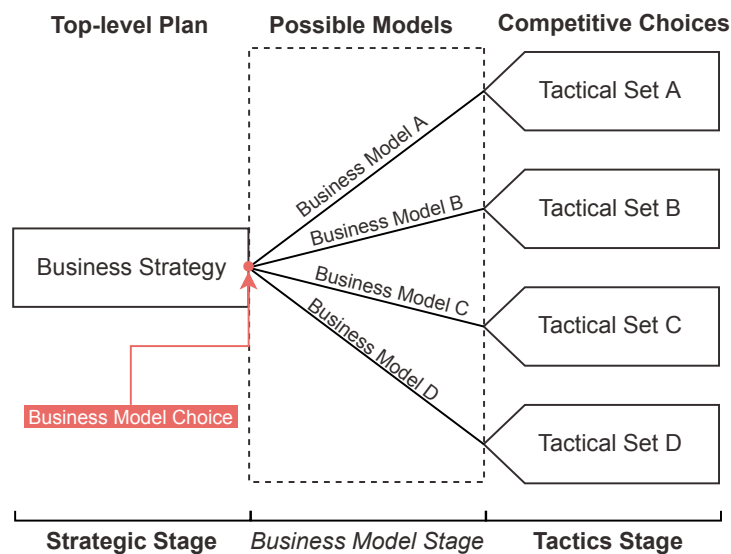 Top-level Plan
Possible Models
Competitive Choices
Business Strategy
Business Model Choice
Business Model A
Business Model B
Business Model C
Business Model D
Tactical Set A
Tactical Set B
Tactical Set C
Tactical Set D
Strategic Stage
Business Model Stage
Tactics Stage